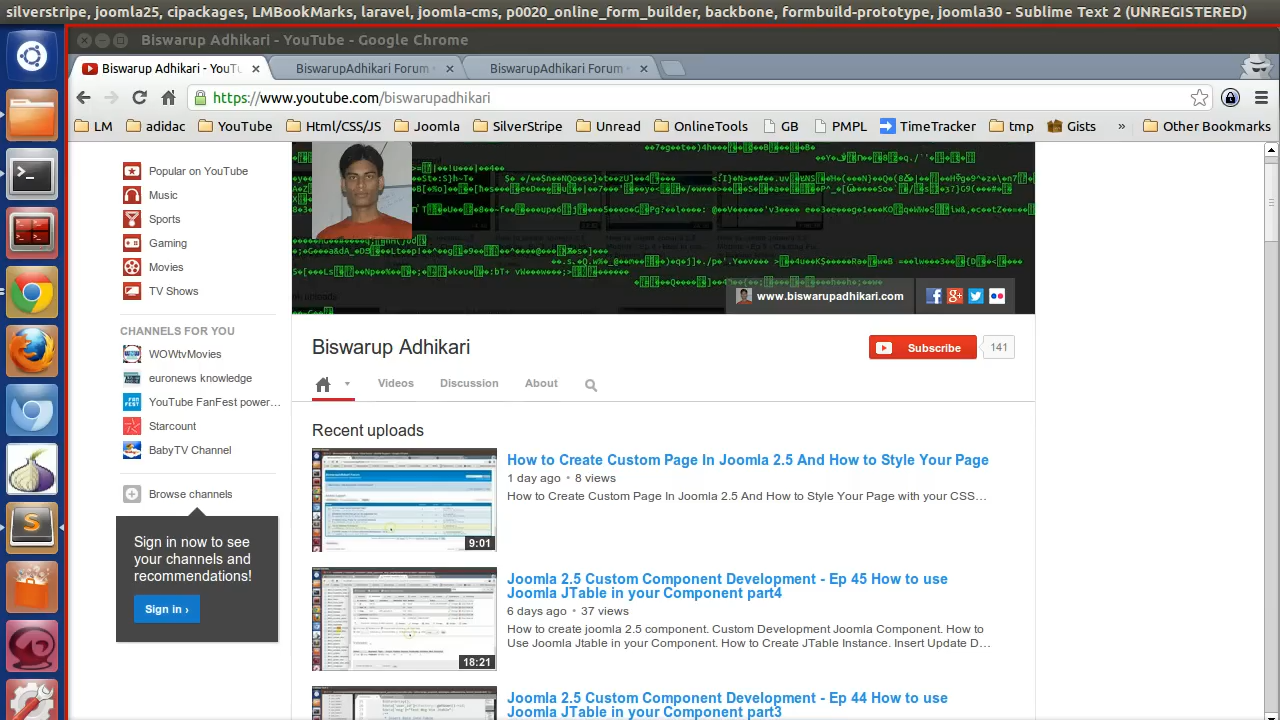 silverstripe, joomla25, cipackages, LMBookMarks, laravel, joomla-cms, p0020_online_form_builder, backbone, formbuild-prototype, joomla30 - Sublime Text 2 (UNREGISTERED)
Biswarup Adhikari - YouTube - Google Chrome
Biswarup Adhikari - YouTu
BiswarupAdhikari Forum
BiswarupAdhikari Forum
https://www.youtube.com/biswarupadhikari
LM adidac YouTube Html/CSS/JS Joomla SilverStripe Unread OnlineTools GB PMPL TimeTracker tmp Gists » Other Bookmarks
Popular on YouTube
Music
Sports
Gaming
Movies
TV Shows
CHANNELS FOR YOU
WOWtvMovies
euronews knowledge
YouTube FanFest power…
Starcount
BabyTV Channel
Browse channels
Sign in now to see
your channels and
recommendations!
Sign in ›
www.biswarupadhikari.com
Biswarup Adhikari
Subscribe 141
Videos Discussion About
Recent uploads
How to Create Custom Page In Joomla 2.5 And How to Style Your Page
1 day ago • 8 views
How to Create Custom Page In Joomla 2.5 And How to Style Your Page with your CSS…
9:01
Joomla 2.5 Custom Component Development - Ep 45 How to use
Joomla JTable in your Component part4
days ago • 37 views
How to create Joomla 2.5 component. Custom Joomla Component. How to
use Joomla JTable in your Component Insert Update D…
18:21
Joomla 2.5 Custom Component Development - Ep 44 How to use
Joomla JTable in your Component part3